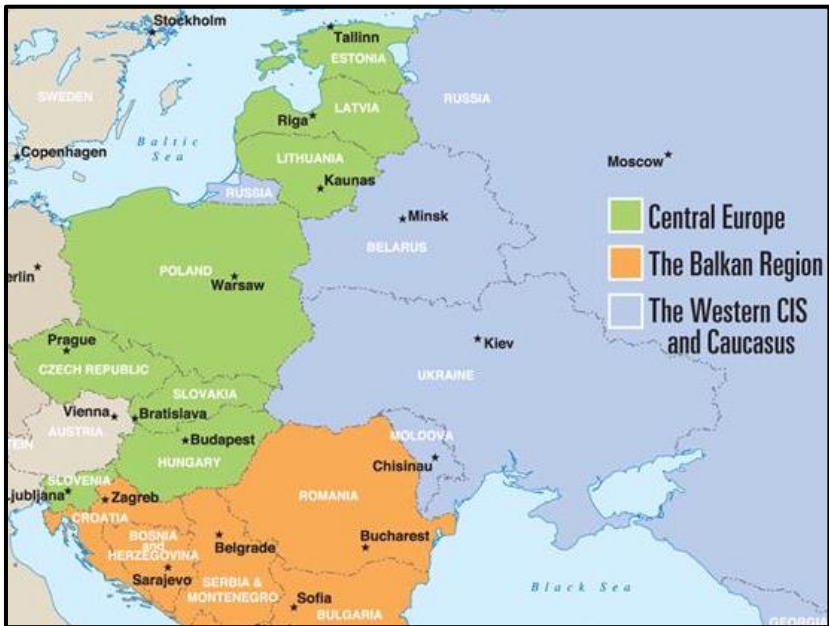 Stockholm
Tallinn
ESTONIA
SWEDEN
RUSSIA
LATVIA
Riga
Baltic
Sea
Copenhagen
LITHUANIA
Moscow
Kaunas
RUSSIA
Minsk
Central Europe
BELARUS
The Balkan Region
POLAND
erlin
Warsaw
The Western CIS
and Caucasus
Prague
Kiev
CZECH REPUBLIC
UKRAINE
SLOVAKIA
Vienna
Bratislava
AUSTRIA
MOLDOVA
TEIN
Budapest
HUNGARY
Chisinau
SLOVENIA
Ljubljana
Zagreb
ROMANIA
CROATIA
BOSNIA
and
HERZEGOVINA
Belgrade
Bucharest
Sarajevo
SERBIA &
MONTENEGRO
Sofia
BULGARIA
Black Sea
GEORGIA